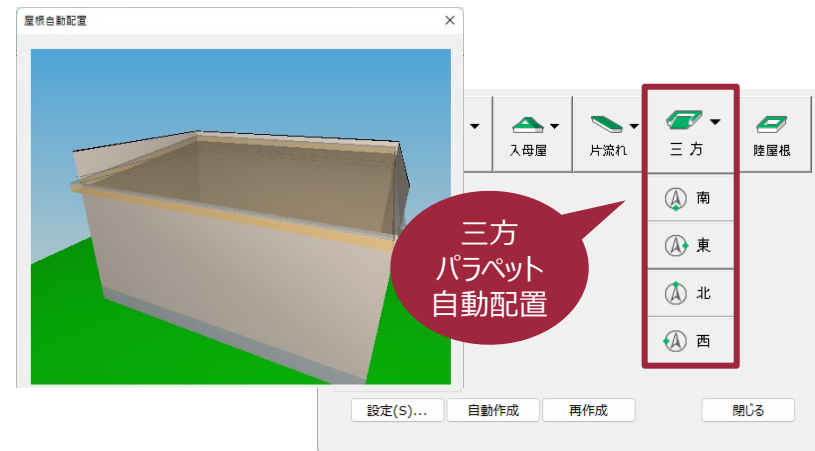 屋根自動配置
入母屋
片流れ
三 方
陸屋根
南
東
北
西
三方
パラペット
自動配置
設定(S)...
自動作成
再作成
閉じる